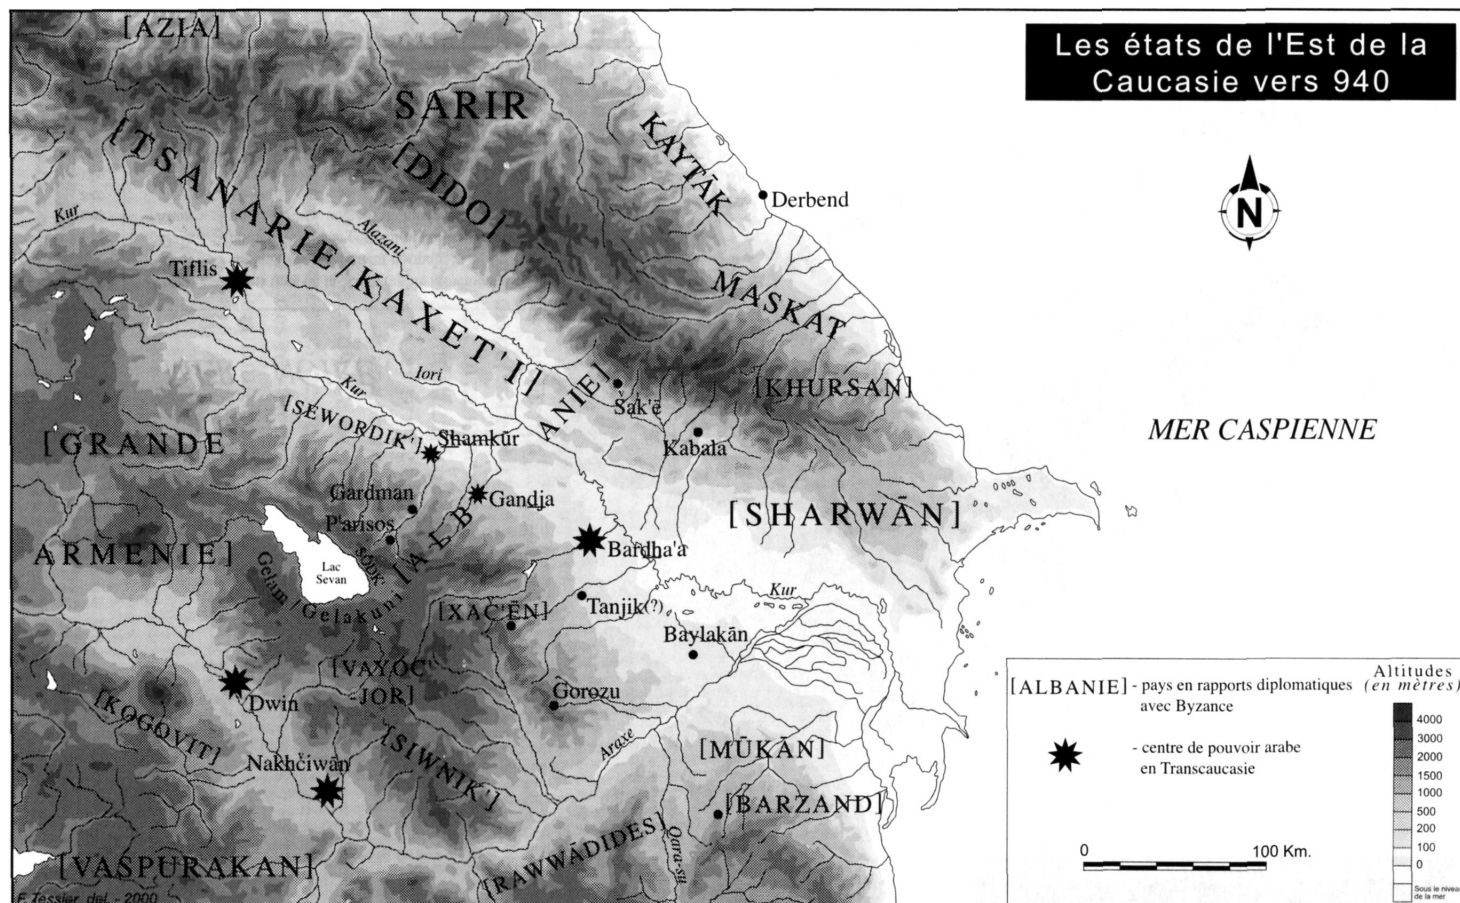 Les états de l'Est de la
Caucasie vers 940
[AZIA]
SARIR
[TSANARIE/KAXET'I]
[DIDO]
KAYTĀK
Derbend
N
Kur
Alazani
Tiflis
MASKAT
Iori
Kur
[SEWORDIK']
[ALBANIE]
Šak'ē
[KHURSAN]
MER CASPIENNE
[GRANDE
ARMENIE]
Shamkūr
Kabala
Gardman
Gandja
P'arisos
[SHARWĀN]
Bardha'a
Lac
Sevan
SŌDK'
Gełam/Gełakuni
[XAČ'ĒN]
Tanjik(?)
Kur
Baylakān
[VAYOC'
-JOR]
Dwin
Gorozu
[KOGOVIT]
Araxe
[SIWNIK']
Nakhčiwān
[MŪKĀN]
[BARZAND]
[VASPURAKAN]
[RAWWĀDIDES]
Qara-su
F. Tessier del. - 2000
[ALBANIE] - pays en rapports diplomatiques
avec Byzance
- centre de pouvoir arabe
en Transcaucasie
0 100 Km.
Altitudes
(en mètres)
4000
3000
2000
1500
1000
500
200
100
0
Sous le niveau
de la mer